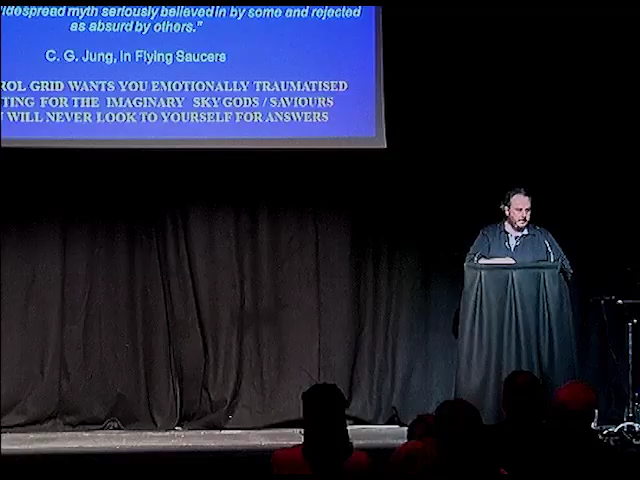 idespread myth seriously believed in by some and rejected
as absurd by others."
C. G. Jung, in Flying Saucers
ROL GRID WANTS YOU EMOTIONALLY TRAUMATISED
TING FOR THE IMAGINARY SKY GODS / SAVIOURS
WILL NEVER LOOK TO YOURSELF FOR ANSWERS